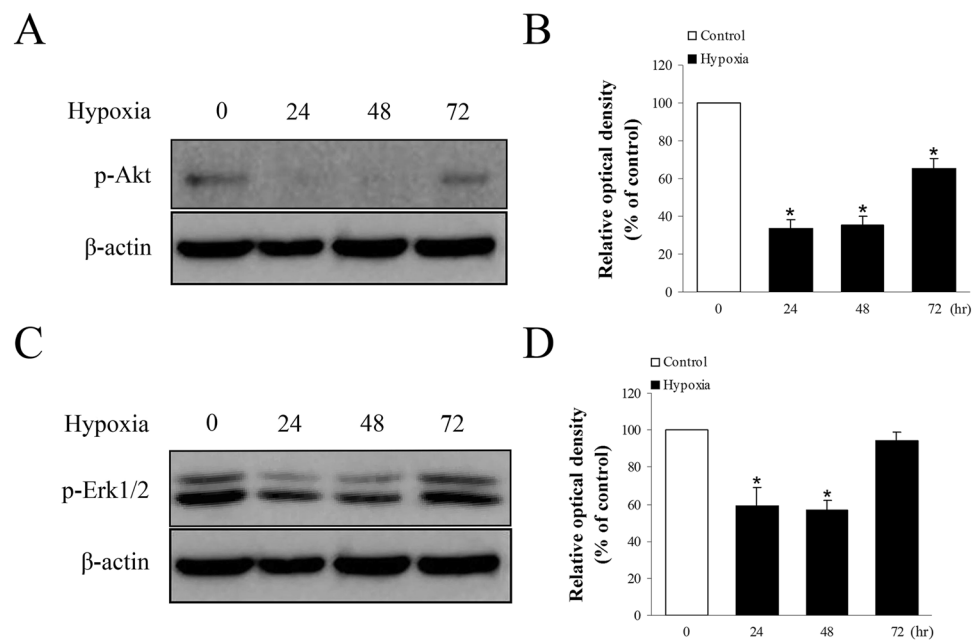 A
Hypoxia 0 24 48 72
p-Akt
β-actin
B
Control
Hypoxia
Relative optical density
(% of control)
120
100
80
60
40
20
0
* * *
0 24 48 72 (hr)
C
Hypoxia 0 24 48 72
p-Erk1/2
β-actin
D
Control
Hypoxia
Relative optical density
(% of control)
120
100
80
60
40
20
0
* *
0 24 48 72 (hr)